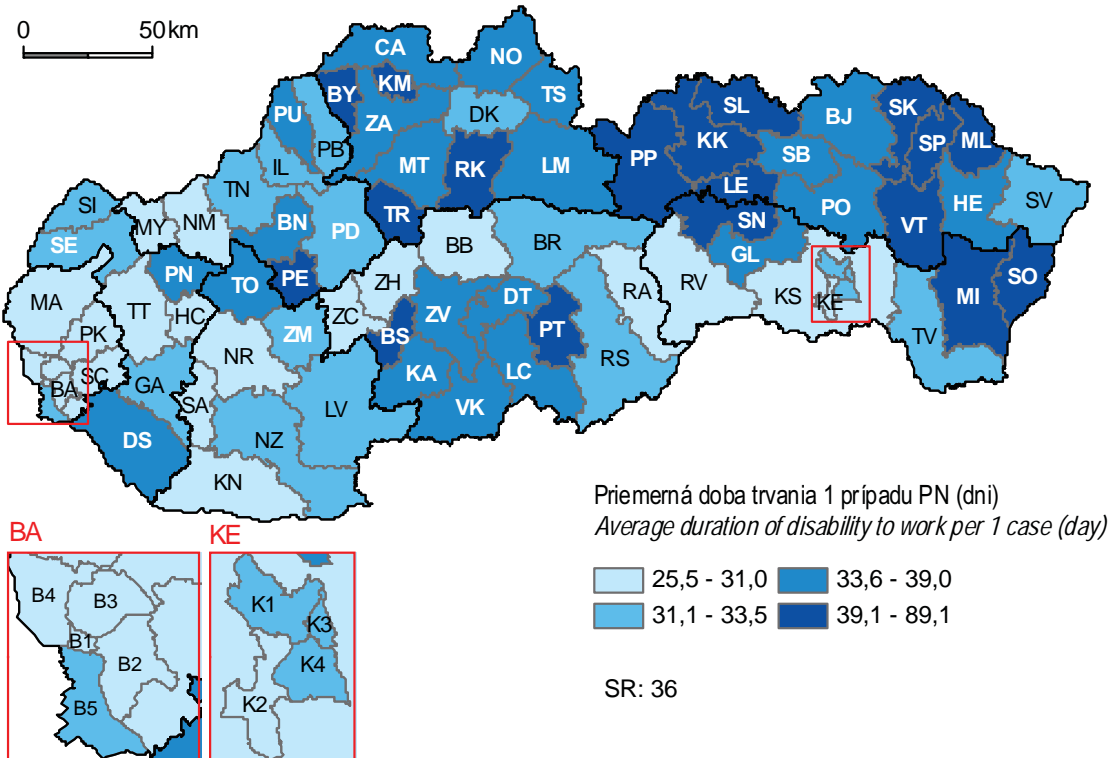 0 50km
CA
NO
KM
BY
TS
PU
ZA
DK
PB
IL
MT
RK
LM
TN
TR
BN
PD
SL
SK
BJ
KK
PP
SP
ML
SB
LE
PO
HE
SV
SN
VT
GL
SI
MY
NM
SE
PN
TO
PE
BB
BR
ZH
RV
RA
KS
KE
SO
MI
MA
TT
HC
ZM
ZC
BS
ZV
DT
PT
RS
TV
PK
NR
SC
BA
GA
SA
LV
KA
LC
VK
DS
NZ
KN
BA
B4
B3
B1
B2
B5
KE
K1
K3
K4
K2
Priemerná doba trvania 1 prípadu PN (dni)
Average duration of disability to work per 1 case (day)
25,5 - 31,0 33,6 - 39,0
31,1 - 33,5 39,1 - 89,1
SR: 36